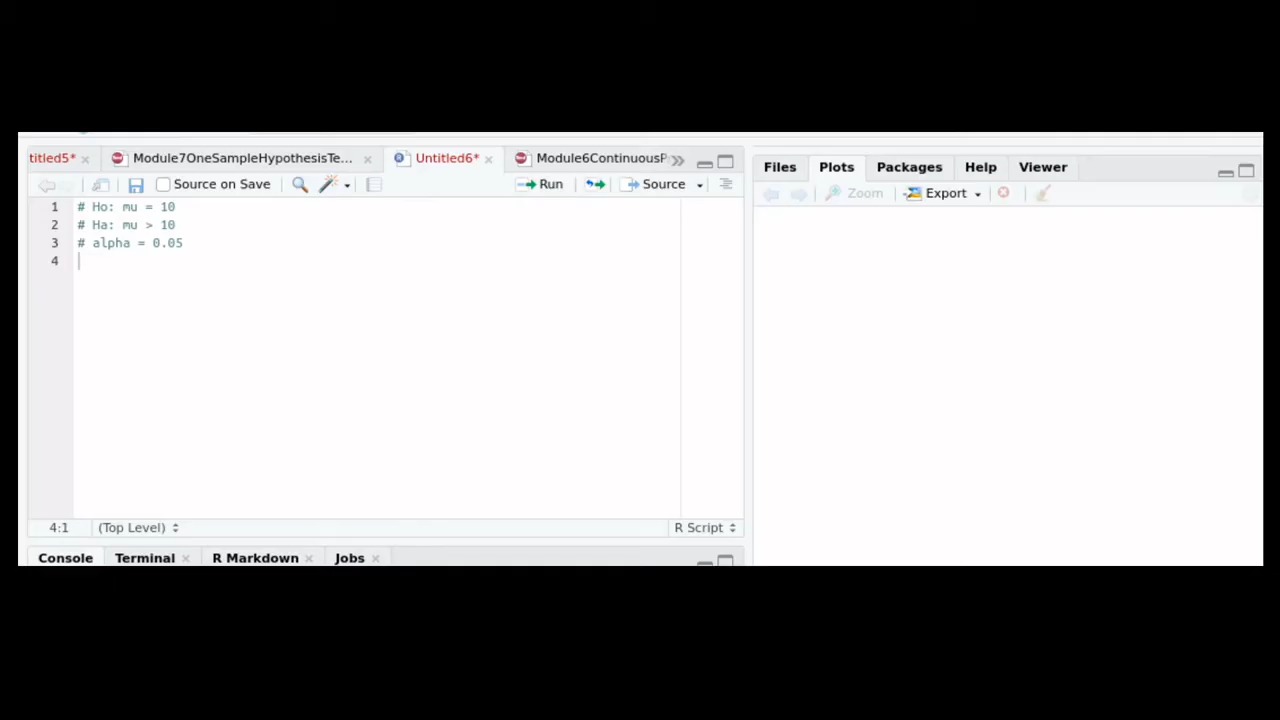 titled5*
Module7OneSampleHypothesisTe...
Untitled6*
Module6ContinuousP
Source on Save
Run
Source
1 # Ho: mu = 10
2 # Ha: mu > 10
3 # alpha = 0.05
4
4:1 (Top Level) R Script
Console Terminal R Markdown Jobs
Files Plots Packages Help Viewer
Zoom Export